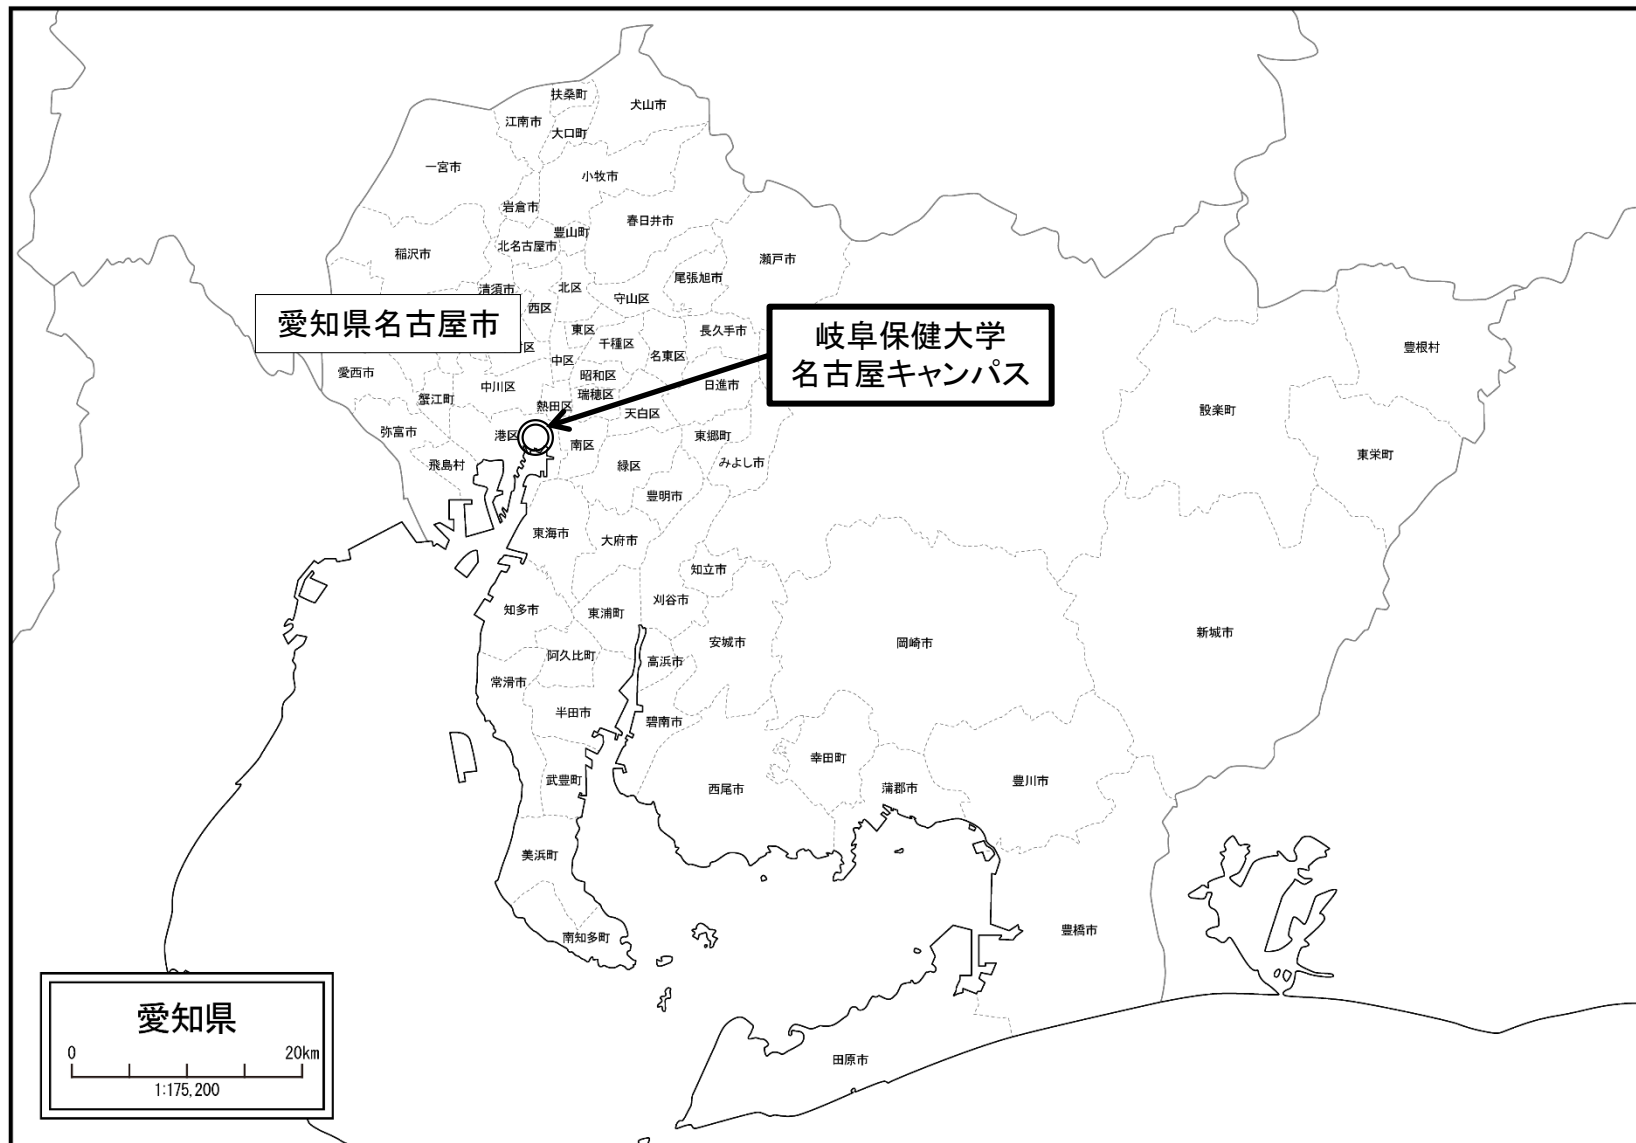 扶桑町
犬山市
江南市
大口町
一宮市
小牧市
岩倉市
春日井市
豊山町
北名古屋市
稲沢市
瀬戸市
尾張旭市
清須市
北区
守山区
西区
愛知県名古屋市
東区
長久手市
千種区
区
名東区
中区
岐阜保健大学
名古屋キャンパス
豊根村
愛西市
昭和区
中川区
日進市
瑞穂区
蟹江町
熱田区
天白区
設楽町
弥富市
港区
南区
東郷町
東栄町
飛島村
緑区
みよし市
豊明市
東海市
大府市
知立市
知多市
東浦町
刈谷市
安城市
岡崎市
新城市
阿久比町
高浜市
常滑市
半田市
碧南市
武豊町
西尾市
幸田町
蒲郡市
豊川市
美浜町
南知多町
豊橋市
愛知県
0 20km
1:175,200
田原市